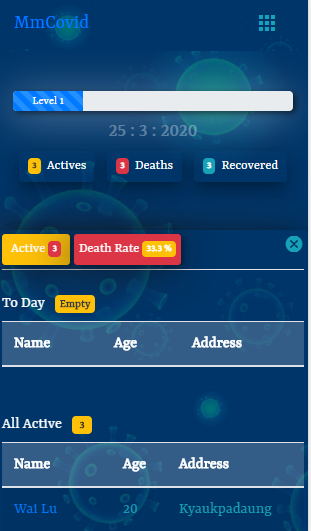 MmCovid
Level 1
25 : 3 : 2020
3 Actives 3 Deaths 3 Recovered
Active 3 Death Rate 33.3 %
To Day Empty
Name Age Address
All Active 3
Name Age Address
Wai Lu 20 Kyaukpadaung